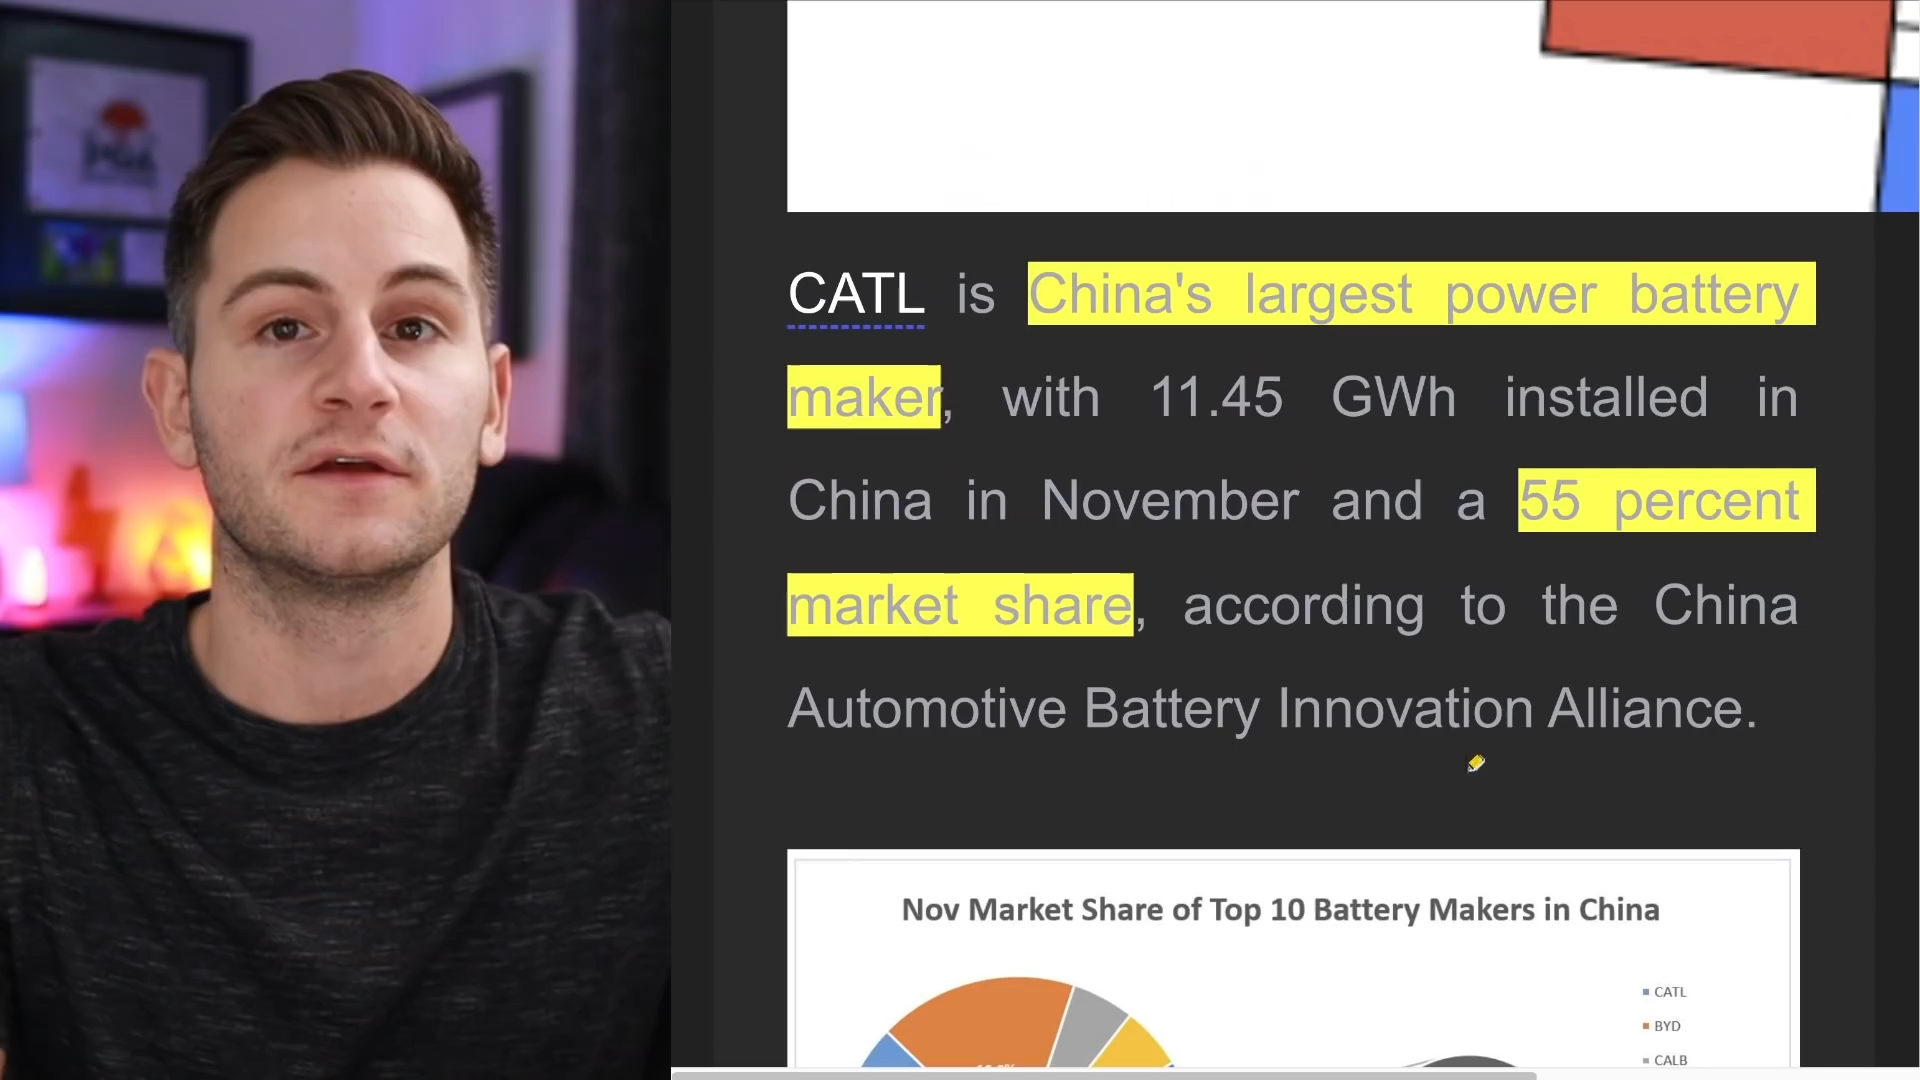 PGA
CATL is China's largest power battery
maker, with 11.45 GWh installed in
China in November and a 55 percent
market share, according to the China
Automotive Battery Innovation Alliance.
Nov Market Share of Top 10 Battery Makers in China
CATL
BYD
CALB